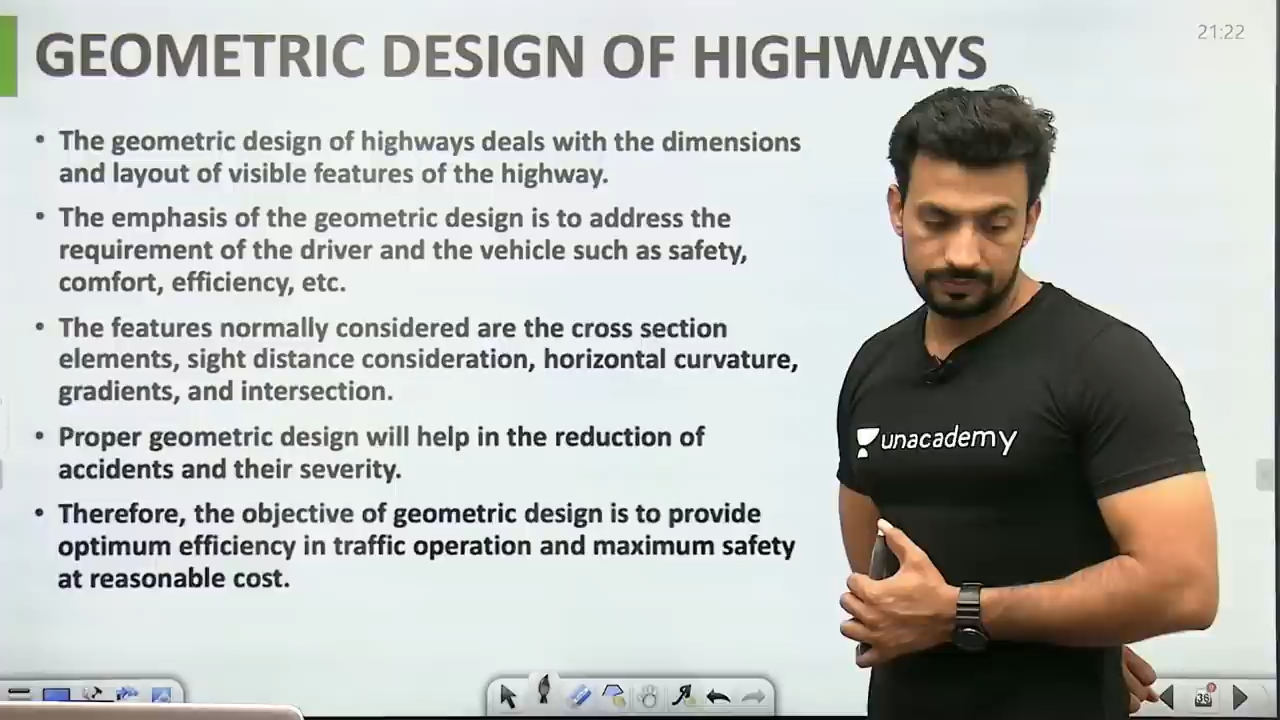 GEOMETRIC DESIGN OF HIGHWAYS
21:22
• The geometric design of highways deals with the dimensions
and layout of visible features of the highway.
• The emphasis of the geometric design is to address the
requirement of the driver and the vehicle such as safety,
comfort, efficiency, etc.
• The features normally considered are the cross section
elements, sight distance consideration, horizontal curvature,
gradients, and intersection.
• Proper geometric design will help in the reduction of
accidents and their severity.
• Therefore, the objective of geometric design is to provide
optimum efficiency in traffic operation and maximum safety
at reasonable cost.
unacademy
36